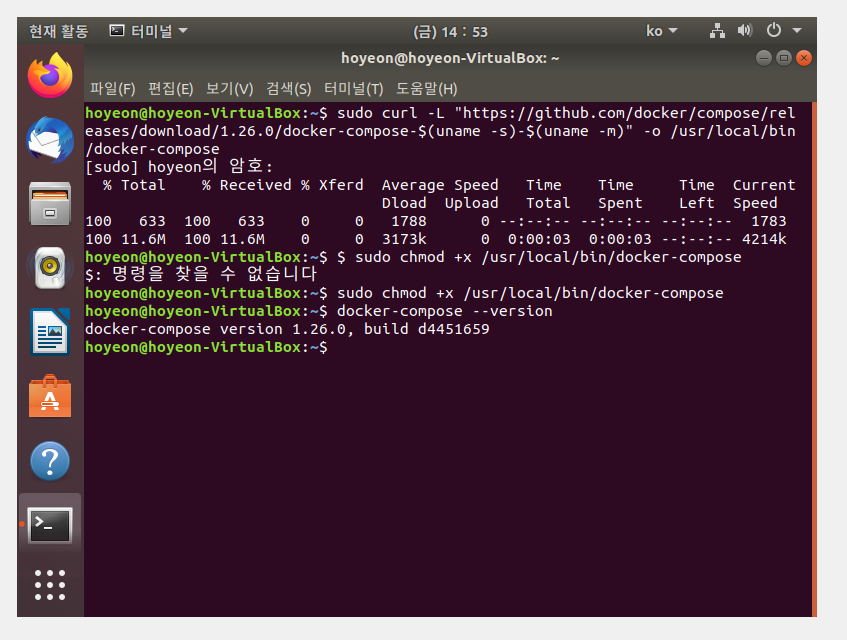 현재 활동 터미널 (금) 14 : 53 ko
hoyeon@hoyeon-VirtualBox: ~
파일(F) 편집(E) 보기(V) 검색(S) 터미널(T) 도움말(H)
hoyeon@hoyeon-VirtualBox:~$ sudo curl -L "https://github.com/docker/compose/rel
eases/download/1.26.0/docker-compose-$(uname -s)-$(uname -m)" -o /usr/local/bin
/docker-compose
[sudo] hoyeon의 암호:
  % Total    % Received % Xferd  Average Speed   Time    Time     Time  Current
                                 Dload  Upload   Total   Spent    Left  Speed
100   633  100   633    0     0   1788      0 --:--:-- --:--:-- --:--:--  1783
100 11.6M  100 11.6M    0     0  3173k      0  0:00:03  0:00:03 --:--:-- 4214k
hoyeon@hoyeon-VirtualBox:~$ $ sudo chmod +x /usr/local/bin/docker-compose
$: 명령을 찾을 수 없습니다
hoyeon@hoyeon-VirtualBox:~$ sudo chmod +x /usr/local/bin/docker-compose
hoyeon@hoyeon-VirtualBox:~$ docker-compose --version
docker-compose version 1.26.0, build d4451659
hoyeon@hoyeon-VirtualBox:~$